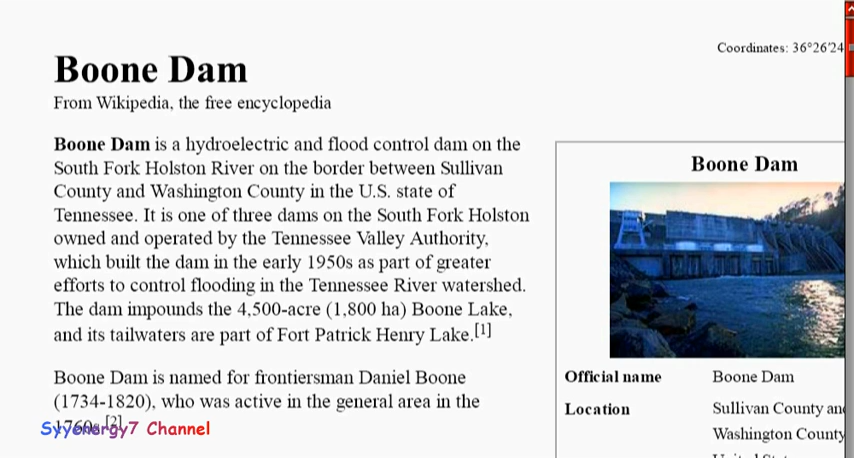 Coordinates: 36°26′24
Boone Dam
From Wikipedia, the free encyclopedia
Boone Dam is a hydroelectric and flood control dam on the
South Fork Holston River on the border between Sullivan
County and Washington County in the U.S. state of
Tennessee. It is one of three dams on the South Fork Holston
owned and operated by the Tennessee Valley Authority,
which built the dam in the early 1950s as part of greater
efforts to control flooding in the Tennessee River watershed.
The dam impounds the 4,500-acre (1,800 ha) Boone Lake,
and its tailwaters are part of Fort Patrick Henry Lake.[1]
Boone Dam is named for frontiersman Daniel Boone
(1734-1820), who was active in the general area in the
1760s.[2]
Syyenergy7 Channel
Boone Dam
Official name Boone Dam
Location Sullivan County
Washington County